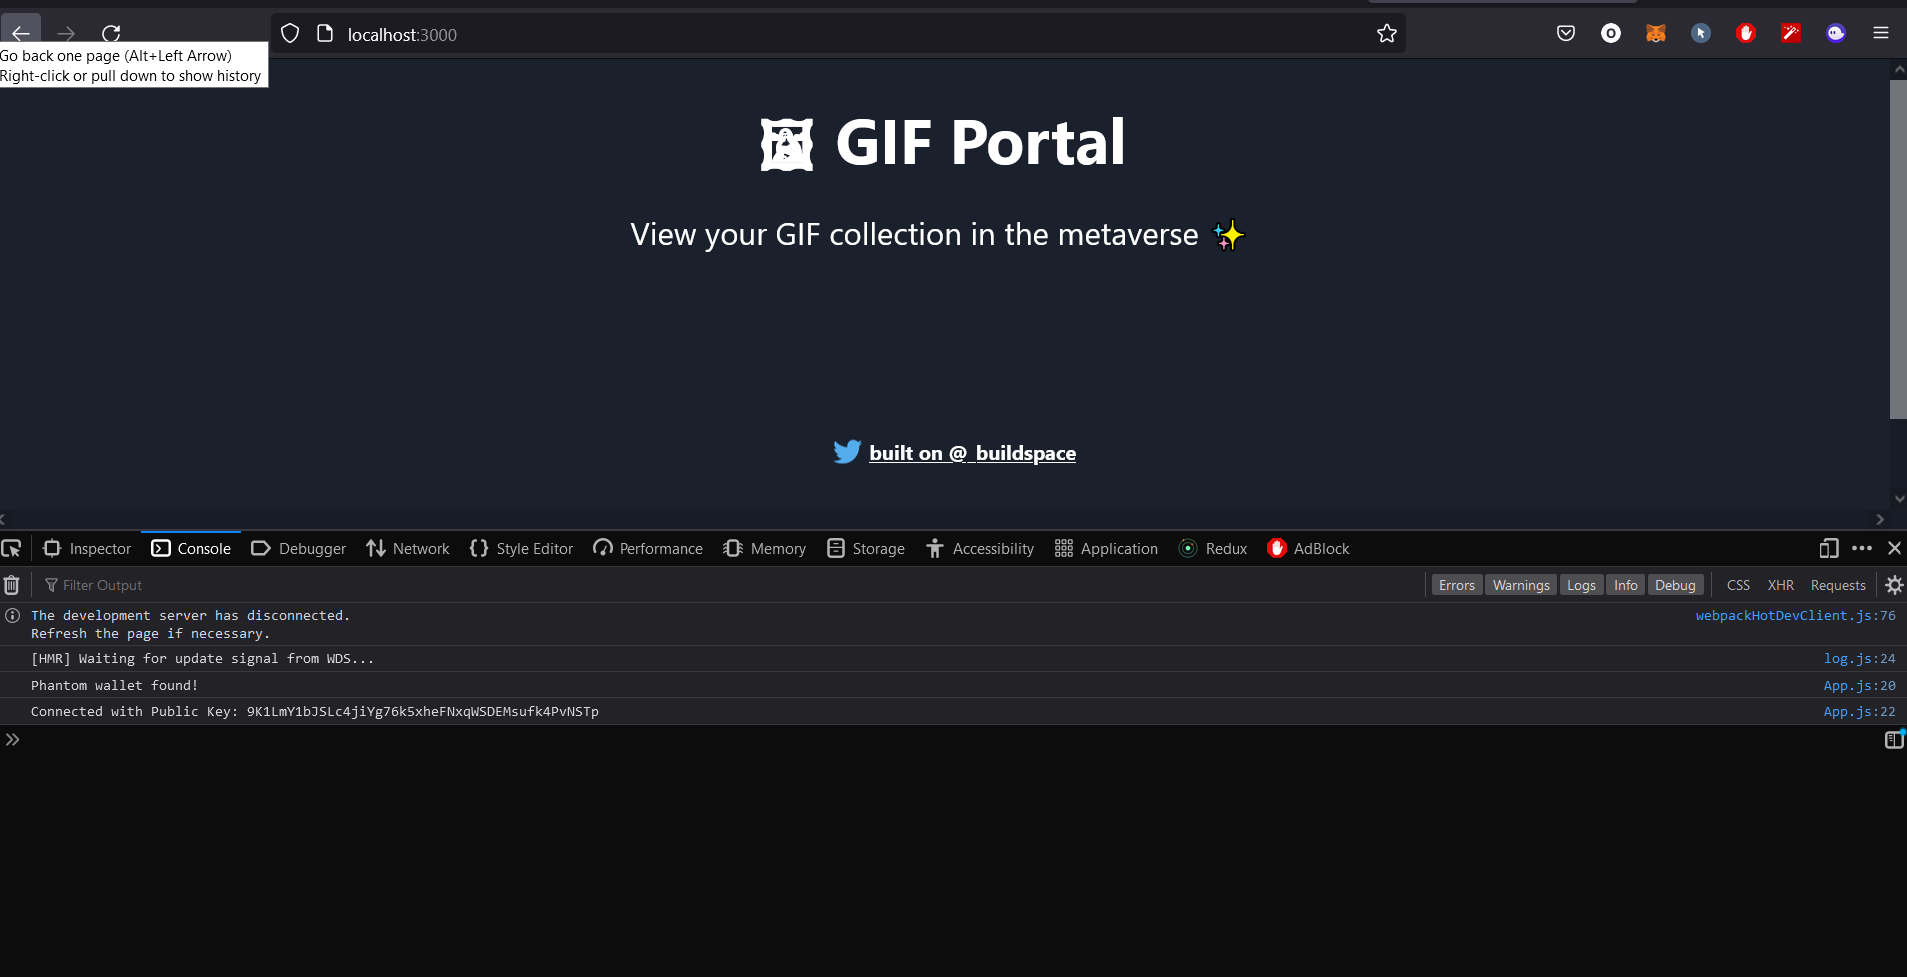 localhost:3000
Go back one page (Alt+Left Arrow)
Right-click or pull down to show history
GIF Portal
View your GIF collection in the metaverse ✨
built on @_buildspace
Inspector Console Debugger Network Style Editor Performance Memory Storage Accessibility Application Redux AdBlock
Filter Output Errors Warnings Logs Info Debug CSS XHR Requests
The development server has disconnected. webpackHotDevClient.js:76
Refresh the page if necessary.
[HMR] Waiting for update signal from WDS... log.js:24
Phantom wallet found! App.js:20
Connected with Public Key: 9K1LmY1bJSLc4jiYg76k5xheFNxqWSDEMsufk4PvNSTp App.js:22